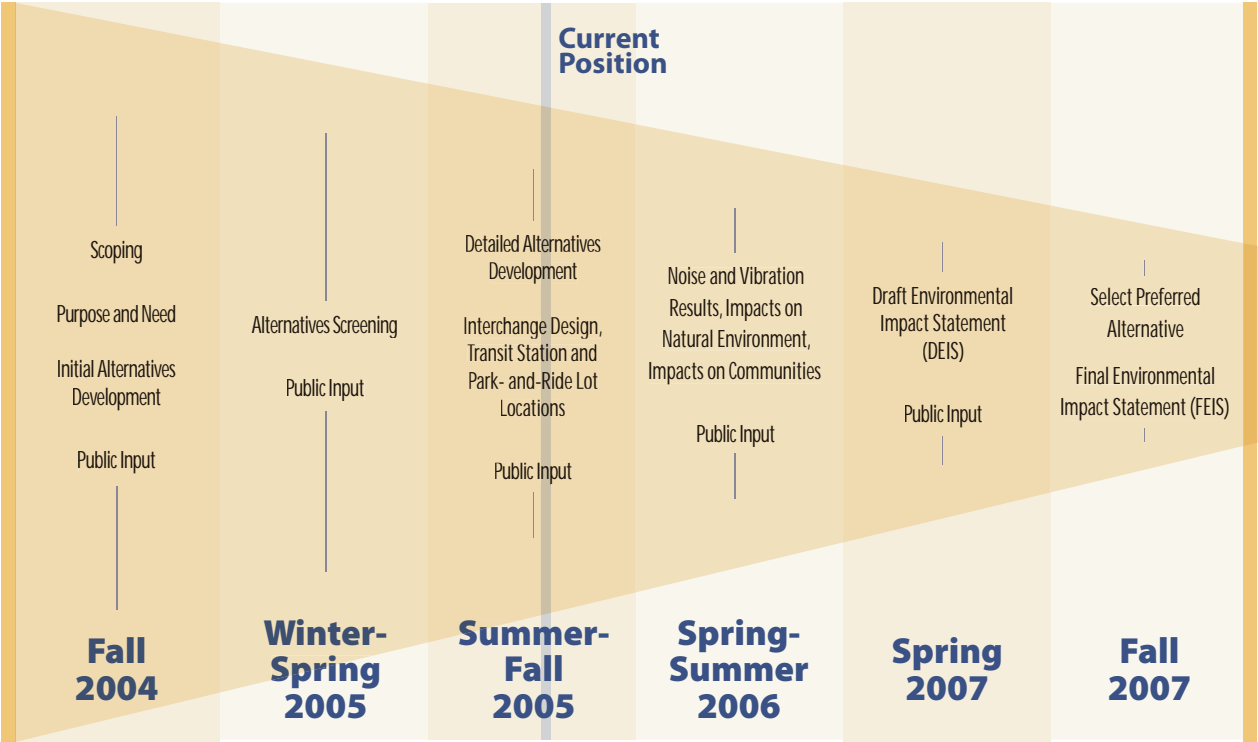 Current
Position
Scoping
Purpose and Need
Initial Alternatives
Development
Public Input
Fall
2004
Alternatives Screening
Public Input
Winter-
Spring
2005
Detailed Alternatives
Development
Interchange Design,
Transit Station and
Park- and-Ride Lot
Locations
Public Input
Summer-
Fall
2005
Noise and Vibration
Results, Impacts on
Natural Environment,
Impacts on Communities
Public Input
Spring-
Summer
2006
Draft Environmental
Impact Statement
(DEIS)
Public Input
Spring
2007
Select Preferred
Alternative
Final Environmental
Impact Statement (FEIS)
Fall
2007